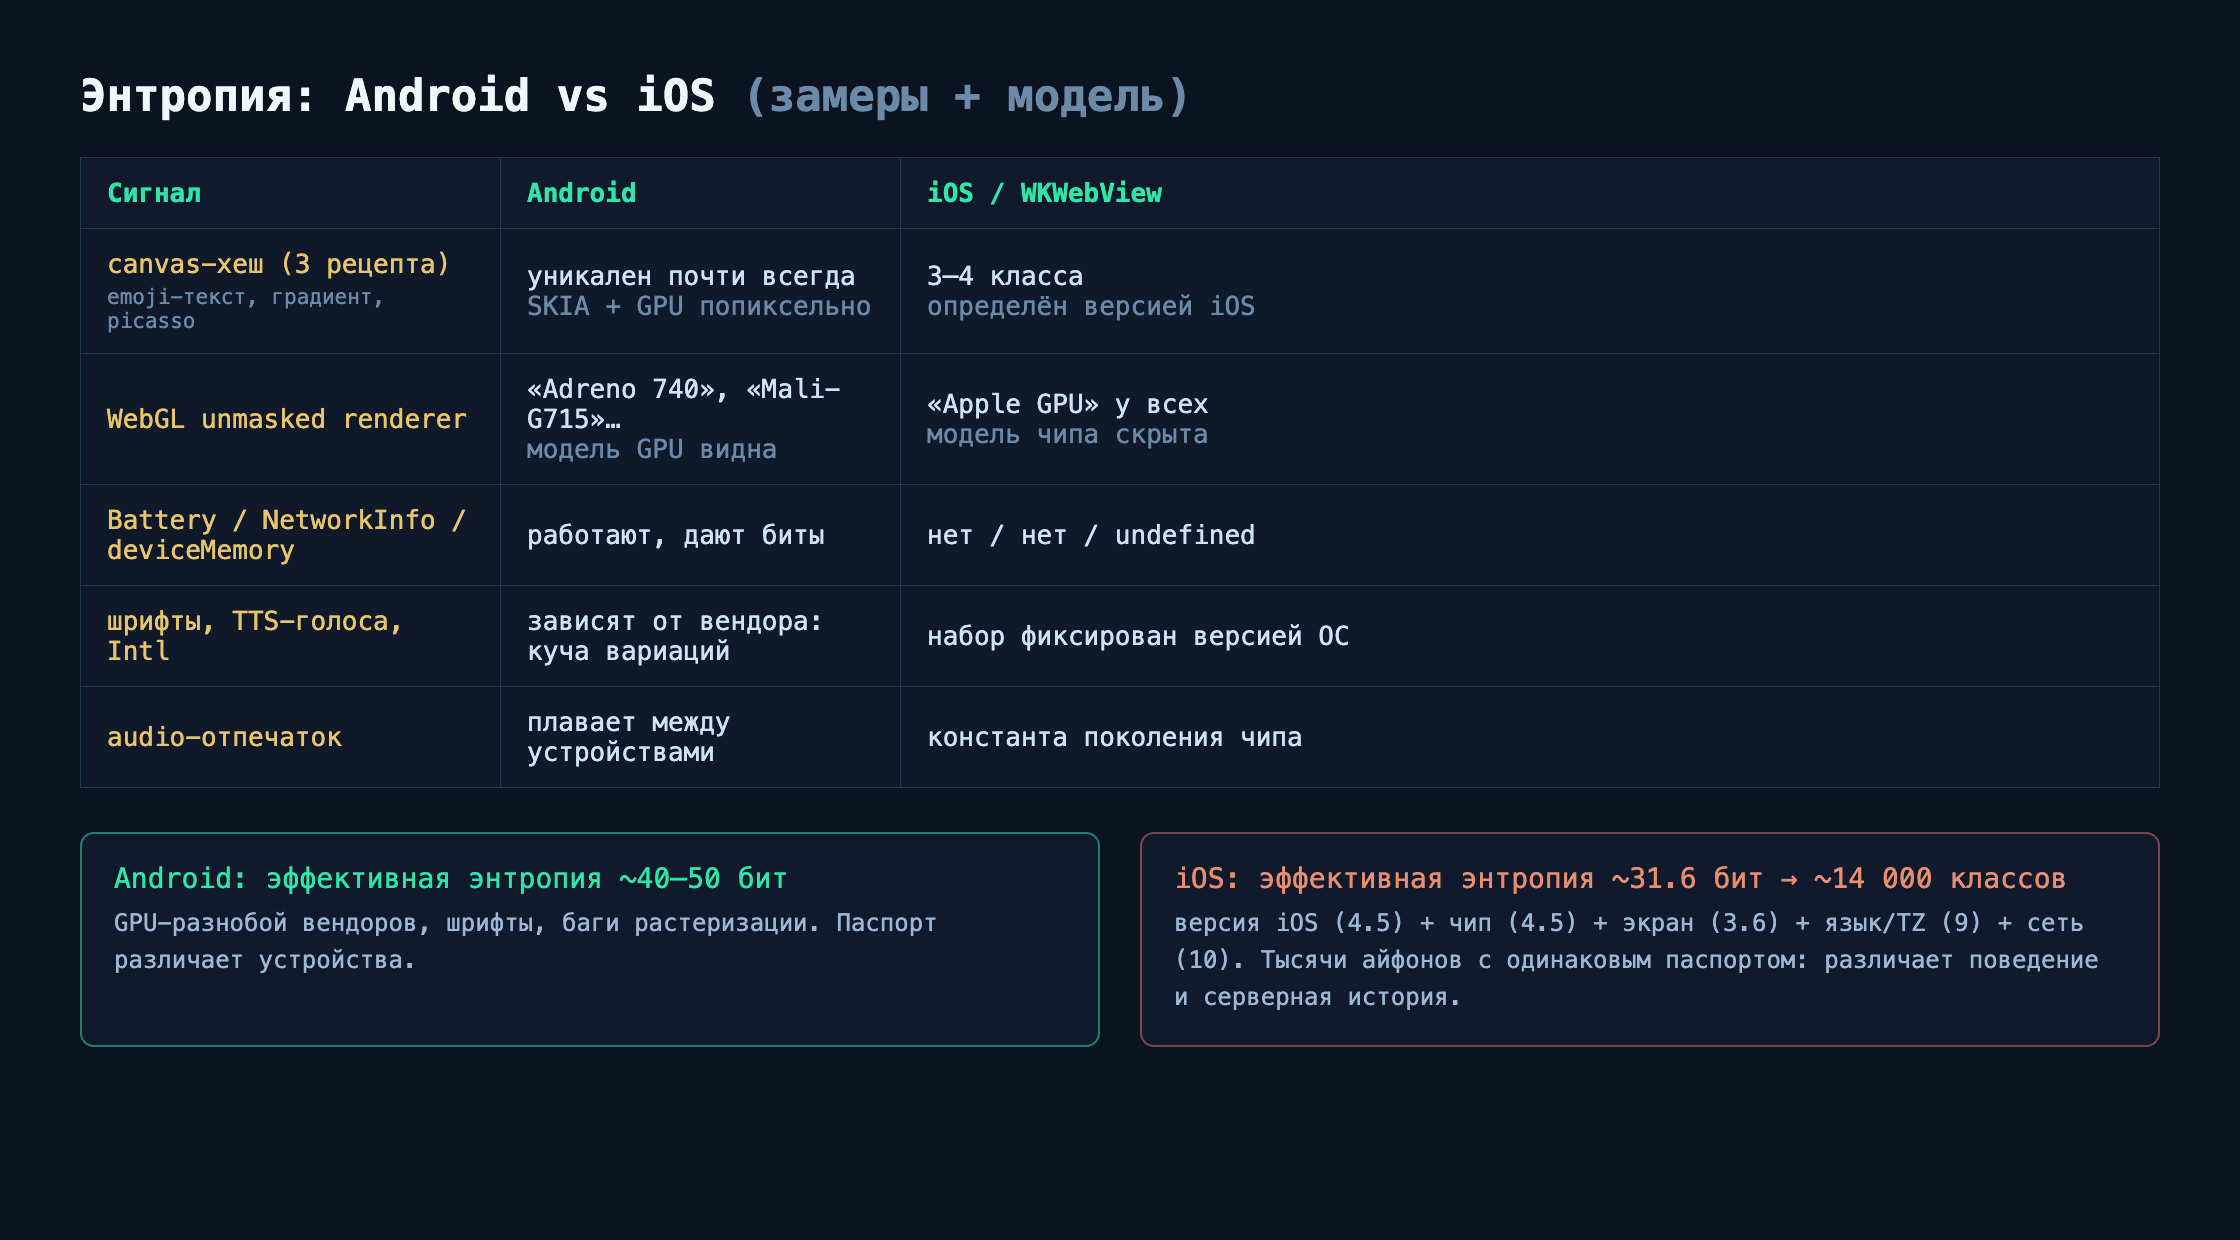 Энтропия: Android vs iOS (замеры + модель)
Сигнал
Android
iOS / WKWebView
canvas-хеш (3 рецепта)
emoji-текст, градиент,
picasso
уникален почти всегда
SKIA + GPU попиксельно
3–4 класса
определён версией iOS
WebGL unmasked renderer
«Adreno 740», «Mali-
G715»…
модель GPU видна
«Apple GPU» у всех
модель чипа скрыта
Battery / NetworkInfo /
deviceMemory
работают, дают биты
нет / нет / undefined
шрифты, TTS-голоса,
Intl
зависят от вендора:
куча вариаций
набор фиксирован версией ОС
audio-отпечаток
плавает между
устройствами
константа поколения чипа
Android: эффективная энтропия ~40–50 бит
GPU-разнобой вендоров, шрифты, баги растеризации. Паспорт
различает устройства.
iOS: эффективная энтропия ~31.6 бит → ~14 000 классов
версия iOS (4.5) + чип (4.5) + экран (3.6) + язык/TZ (9) + сеть
(10). Тысячи айфонов с одинаковым паспортом: различает поведение
и серверная история.